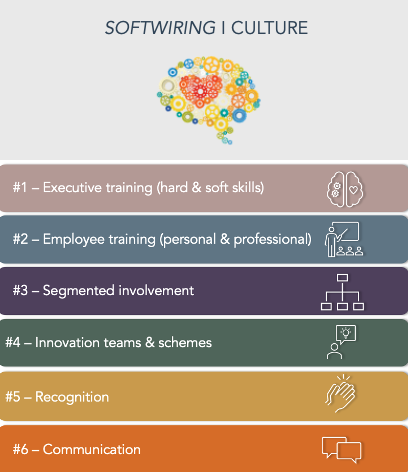 SOFTWIRING I CULTURE
#1 – Executive training (hard & soft skills)
#2 – Employee training (personal & professional)
#3 – Segmented involvement
#4 – Innovation teams & schemes
#5 – Recognition
#6 – Communication